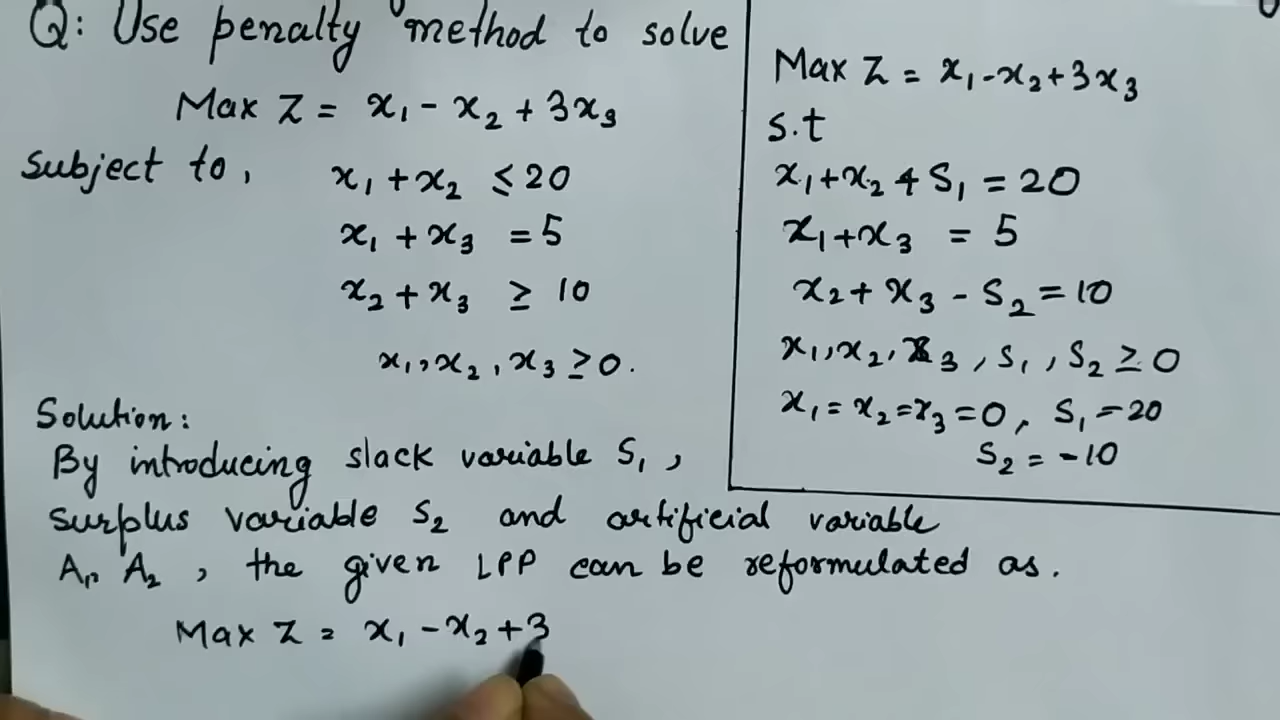 Q: Use penalty method to solve
Max Z = x₁ - x₂ + 3x₃
Subject to,
x₁ + x₂ ≤ 20
x₁ + x₃ = 5
x₂ + x₃ ≥ 10
x₁, x₂, x₃ ≥ 0.
Solution:
By introducing slack variable S₁,
surplus variable S₂ and artificial variable
A₁, A₂, the given LPP can be reformulated as.
Max Z = x₁ - x₂ + 3
Max Z = x₁ - x₂ + 3x₃
s.t
x₁ + x₂ + S₁ = 20
x₁ + x₃ = 5
x₂ + x₃ - S₂ = 10
x₁, x₂, x₃, S₁, S₂ ≥ 0
x₁ = x₂ = x₃ = 0, S₁ = 20
S₂ = -10